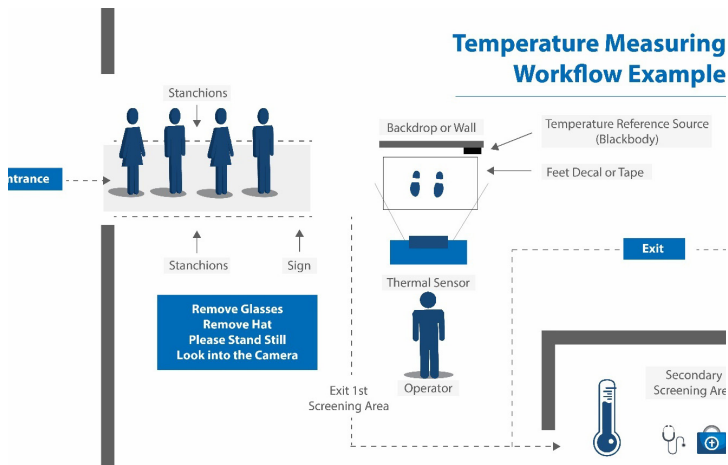 Temperature Measuring
Workflow Example
Stanchions
Backdrop or Wall
Temperature Reference Source
(Blackbody)
Feet Decal or Tape
ntrance
Stanchions
Sign
Exit
Thermal Sensor
Remove Glasses
Remove Hat
Please Stand Still
Look into the Camera
Operator
Exit 1st
Screening Area
Secondary
Screening Are